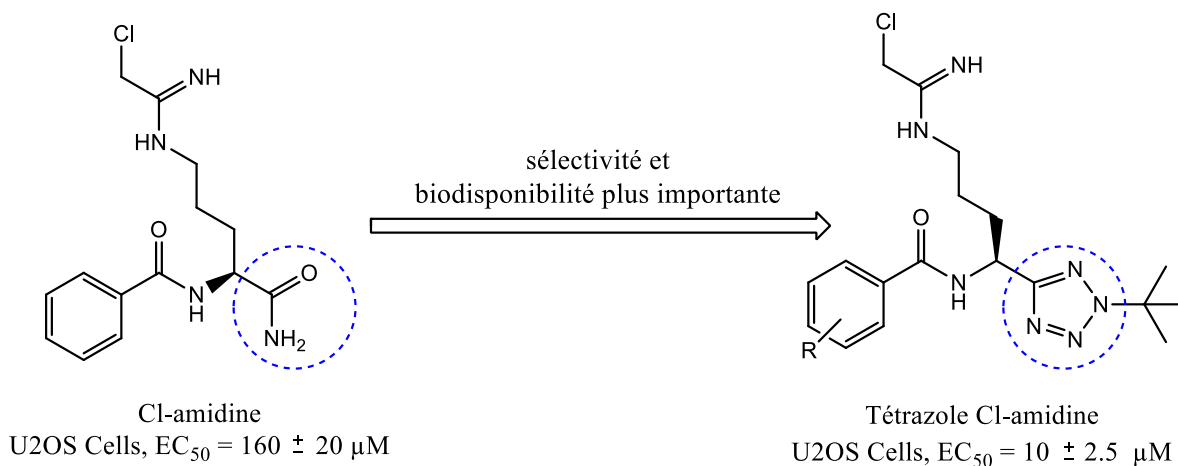 Cl
NH
HN
O
N
H
O
NH2
sélectivité et
biodisponibilité plus importante
Cl
NH
HN
O
N
H
N
N
N
N
R
Cl-amidine
U2OS Cells, EC50 = 160 ± 20 µM
Tétrazole Cl-amidine
U2OS Cells, EC50 = 10 ± 2.5 µM